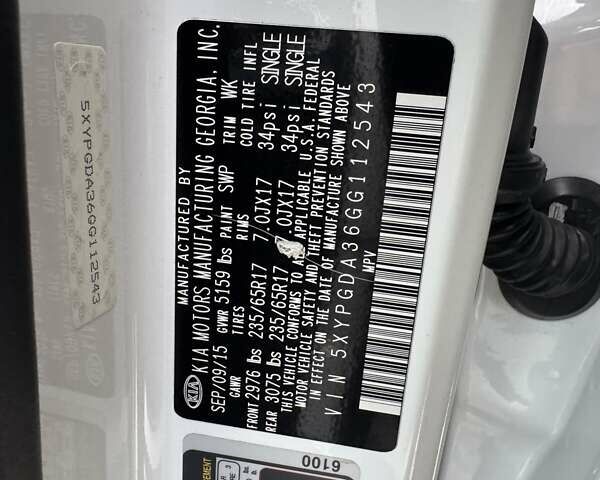 MANUFACTURED BY
KIA KIA MOTORS MANUFACTURING GEORGIA, INC.
SEP/09/15 GVWR 5159 lbs PAINT SWP TRIM WK
GAWR TIRES RIMS COLD TIRE INFL
FRONT 2976 lbs 235/65R17 7.0JX17 34psi SINGLE
REAR 3075 lbs 235/65R17 .0JX17 34psi SINGLE
THIS VEHICLE CONFORMS TO ALL APPLICABLE U.S.A. FEDERAL
MOTOR VEHICLE SAFETY AND/THEFT PREVENTION STANDARDS
IN EFFECT ON THE DATE OF MANUFACTURE SHOWN ABOVE
VIN 5XYPGDA36GG112543
MPV
5XYPGDA36GG112543
6100